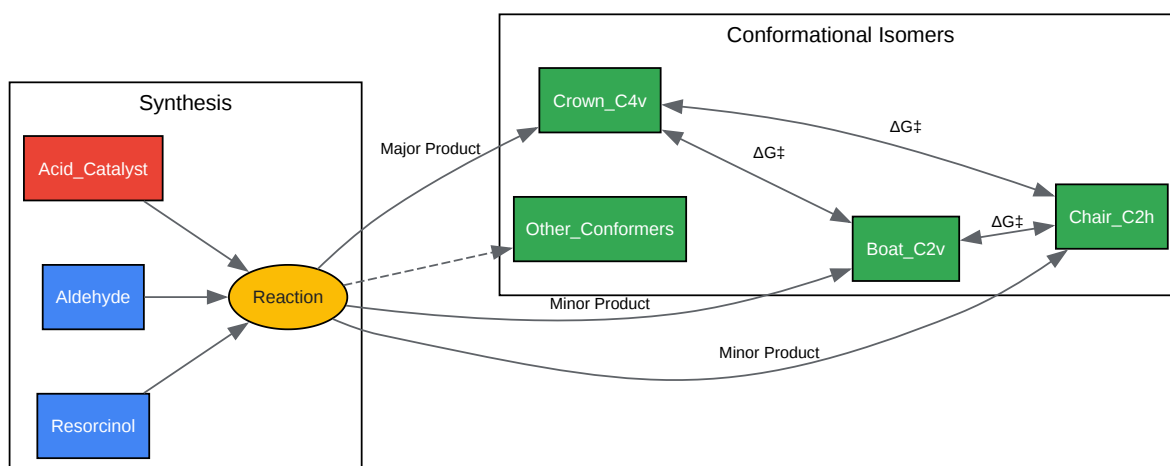 Synthesis
Acid_Catalyst
Aldehyde
Resorcinol
Reaction
Major Product
Minor Product
Minor Product
Conformational Isomers
Crown_C4v
Other_Conformers
Boat_C2v
Chair_C2h
ΔG‡
ΔG‡
ΔG‡